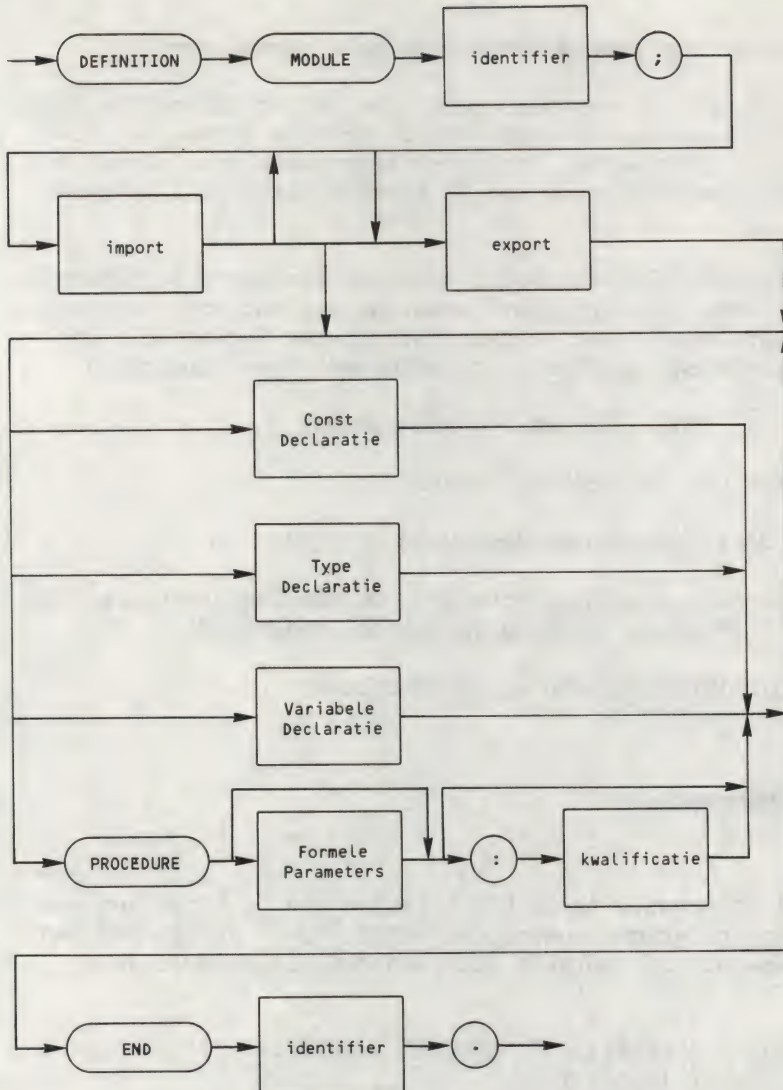 DEFINITION MODULE identifier ;
import export
Const
Declaratie
Type
Declaratie
Variabele
Declaratie
PROCEDURE Formele
Parameters : kwalificatie
END identifier .